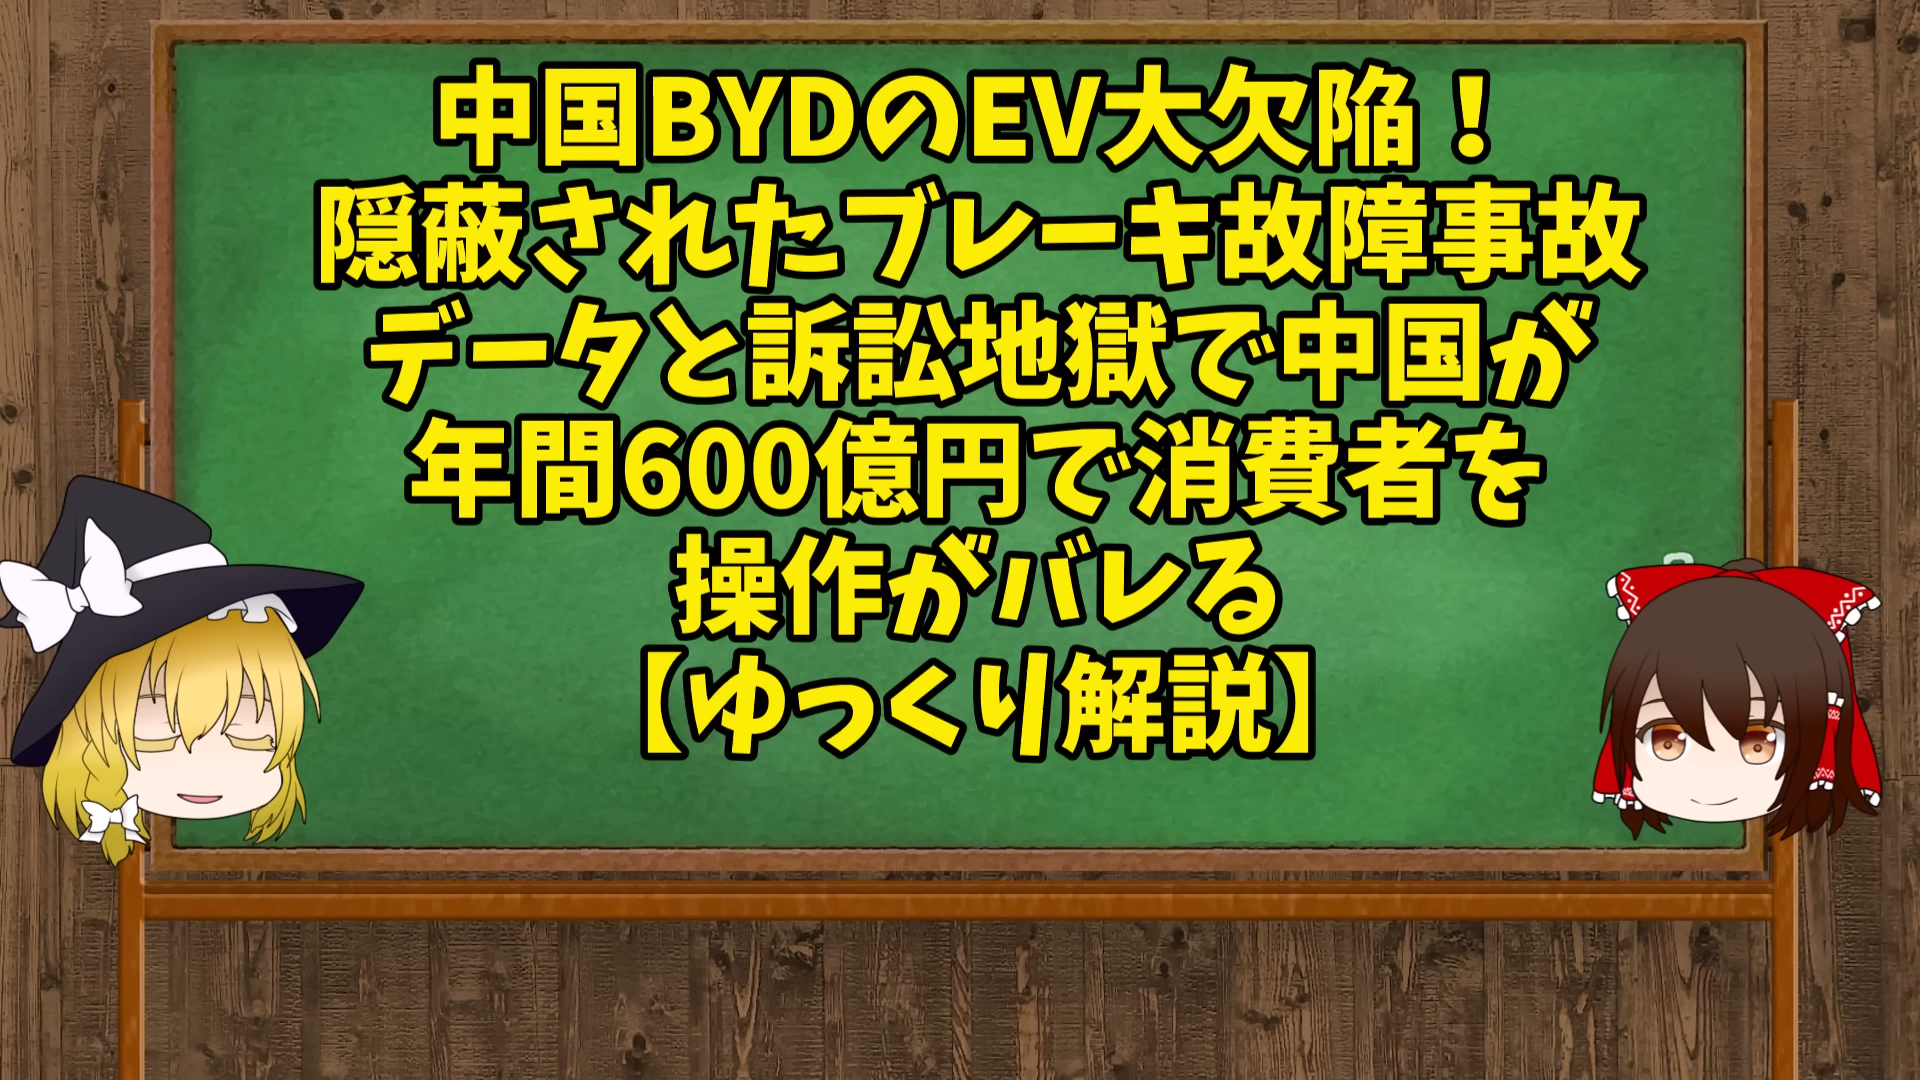 中国BYDのEV大欠陥！
隠蔽されたブレーキ故障事故
データと訴訟地獄で中国が
年間600億円で消費者を
操作がバレる
【ゆっくり解説】